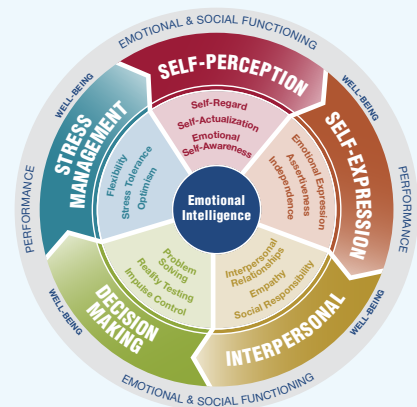 EMOTIONAL & SOCIAL FUNCTIONING
WELL-BEING
WELL-BEING
SELF-PERCEPTION
Self-Regard
Self-Actualization
Emotional
Self-Awareness
SELF-EXPRESSION
Emotional Expression
Assertiveness
Independence
PERFORMANCE
STRESS
MANAGEMENT
Flexibility
Stress Tolerance
Optimism
PERFORMANCE
Emotional
Intelligence
Interpersonal
Relationships
Empathy
Social Responsibility
INTERPERSONAL
Problem
Solving
Reality Testing
Impulse Control
DECISION
MAKING
WELL-BEING
WELL-BEING
EMOTIONAL & SOCIAL FUNCTIONING